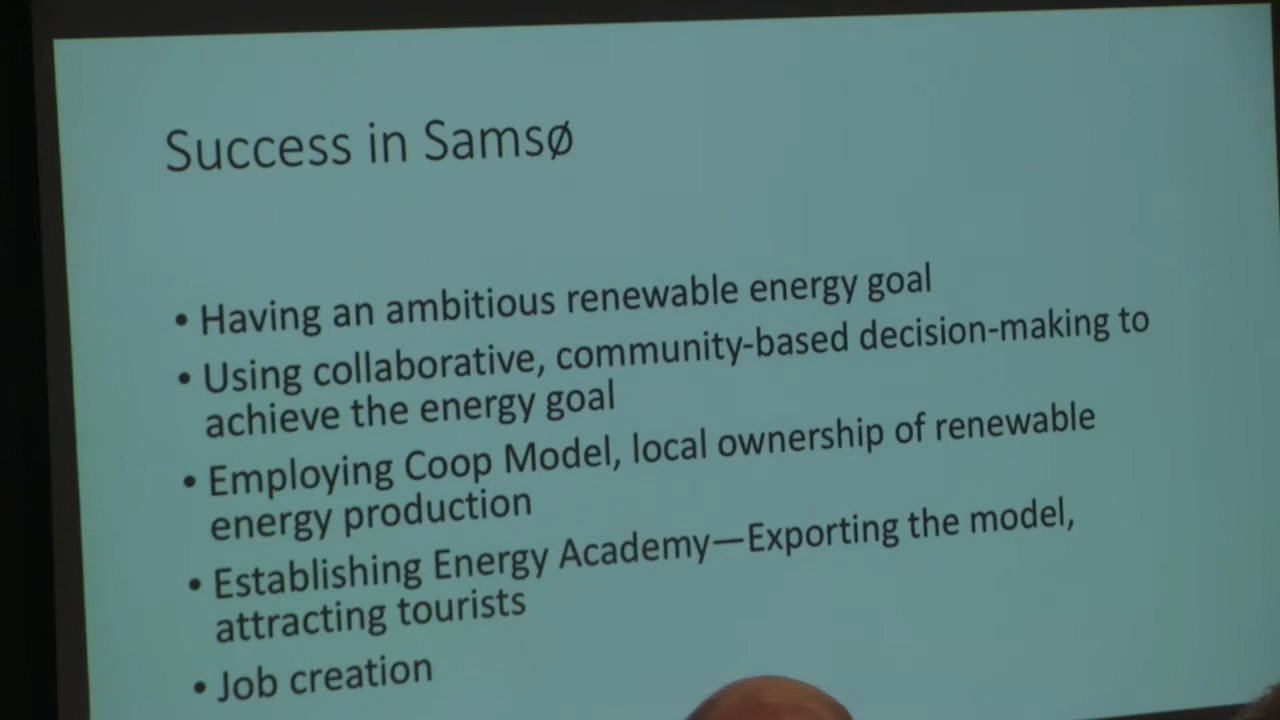 Success in Samsø
• Having an ambitious renewable energy goal
• Using collaborative, community-based decision-making to
achieve the energy goal
• Employing Coop Model, local ownership of renewable
energy production
• Establishing Energy Academy—Exporting the model,
attracting tourists
• Job creation